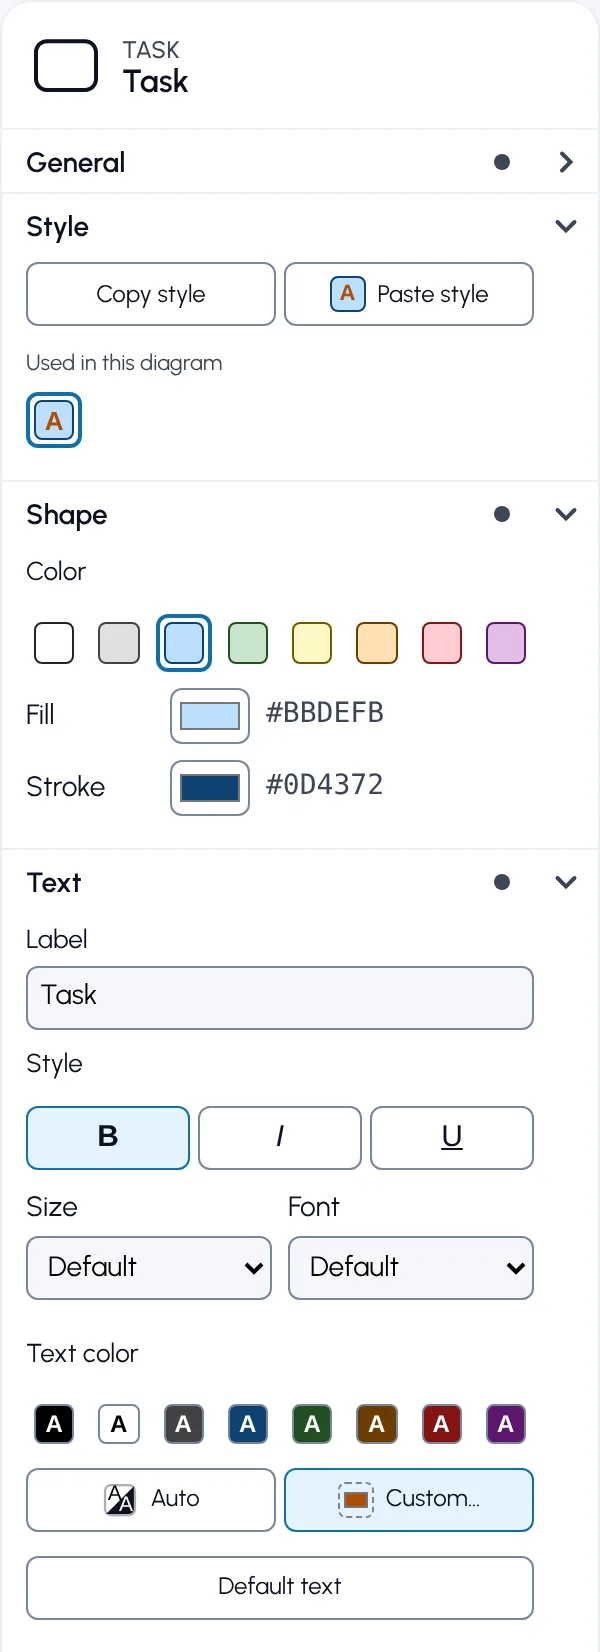 TASK
Task
General
Style
Copy style
A Paste style
Used in this diagram
A
Shape
Color
Fill #BBDEFB
Stroke #0D4372
Text
Label
Task
Style
B I U
Size Font
Default Default
Text color
A A A A A A A A
AA Auto Custom...
Default text